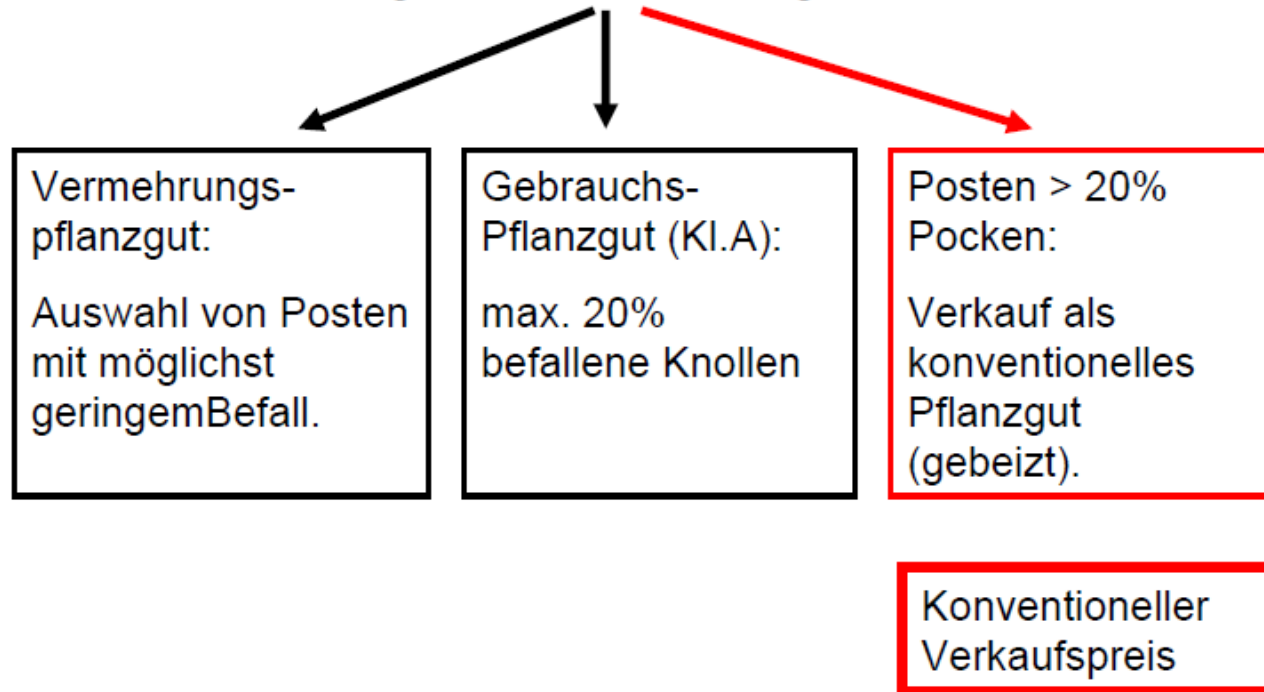 Vermehrungs-
pflanzgut:
Auswahl von Posten
mit möglichst
geringemBefall.
Gebrauchs-
Pflanzgut (Kl.A):
max. 20%
befallene Knollen
Posten > 20%
Pocken:
Verkauf als
konventionelles
Pflanzgut
(gebeizt).
Konventioneller
Verkaufspreis